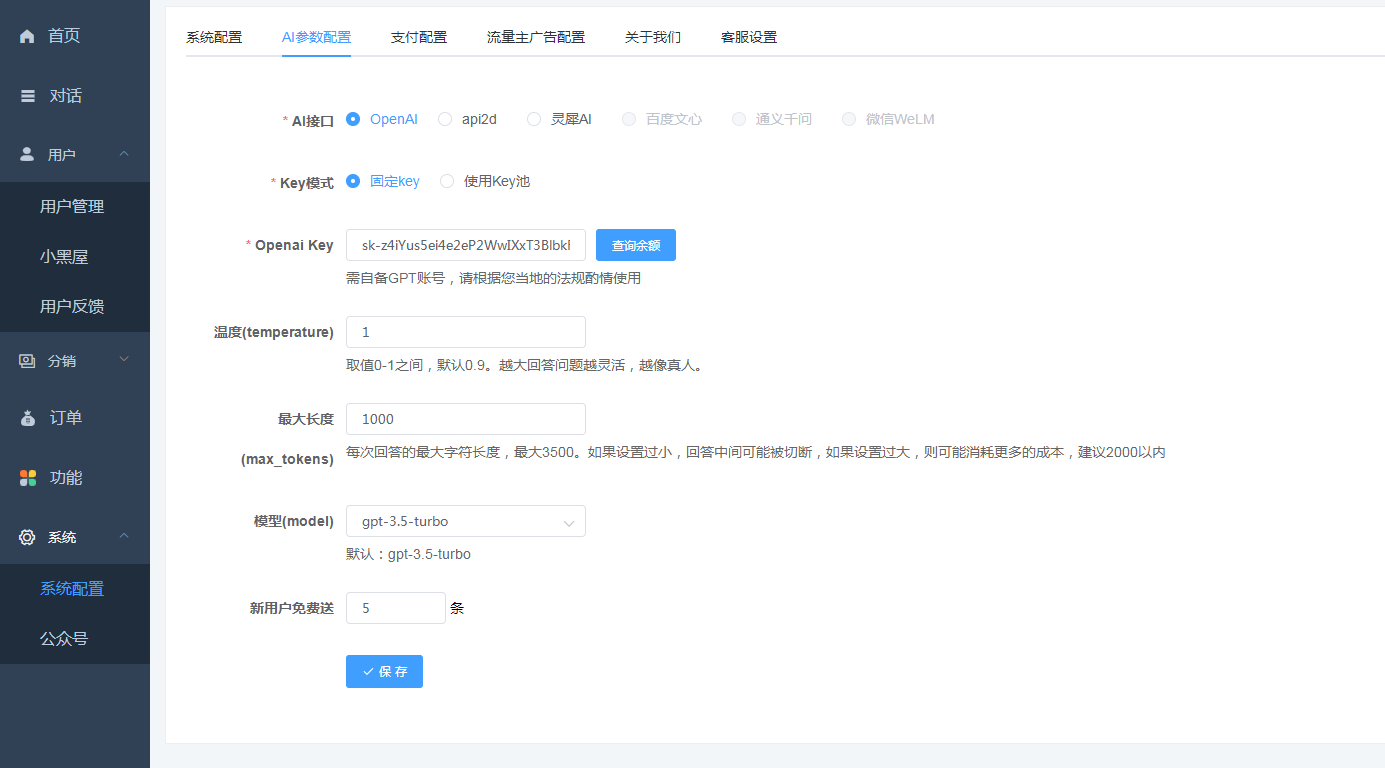 首页
对话
用户
用户管理
小黑屋
用户反馈
分销
订单
功能
系统
系统配置
公众号
系统配置 AI参数配置 支付配置 流量主广告配置 关于我们 客服设置
* AI接口 OpenAI api2d 灵犀AI 百度文心 通义千问 微信WeLM
* Key模式 固定key 使用Key池
* Openai Key 查询余额
需自备GPT账号，请根据您当地的法规酌情使用
温度(temperature) 1
取值0-1之间，默认0.9。越大回答问题越灵活，越像真人。
最大长度 1000
(max_tokens) 每次回答的最大字符长度，最大3500。如果设置过小，回答中间可能被切断，如果设置过大，则可能消耗更多的成本，建议2000以内
模型(model) gpt-3.5-turbo
默认：gpt-3.5-turbo
新用户免费送 5 条
保 存